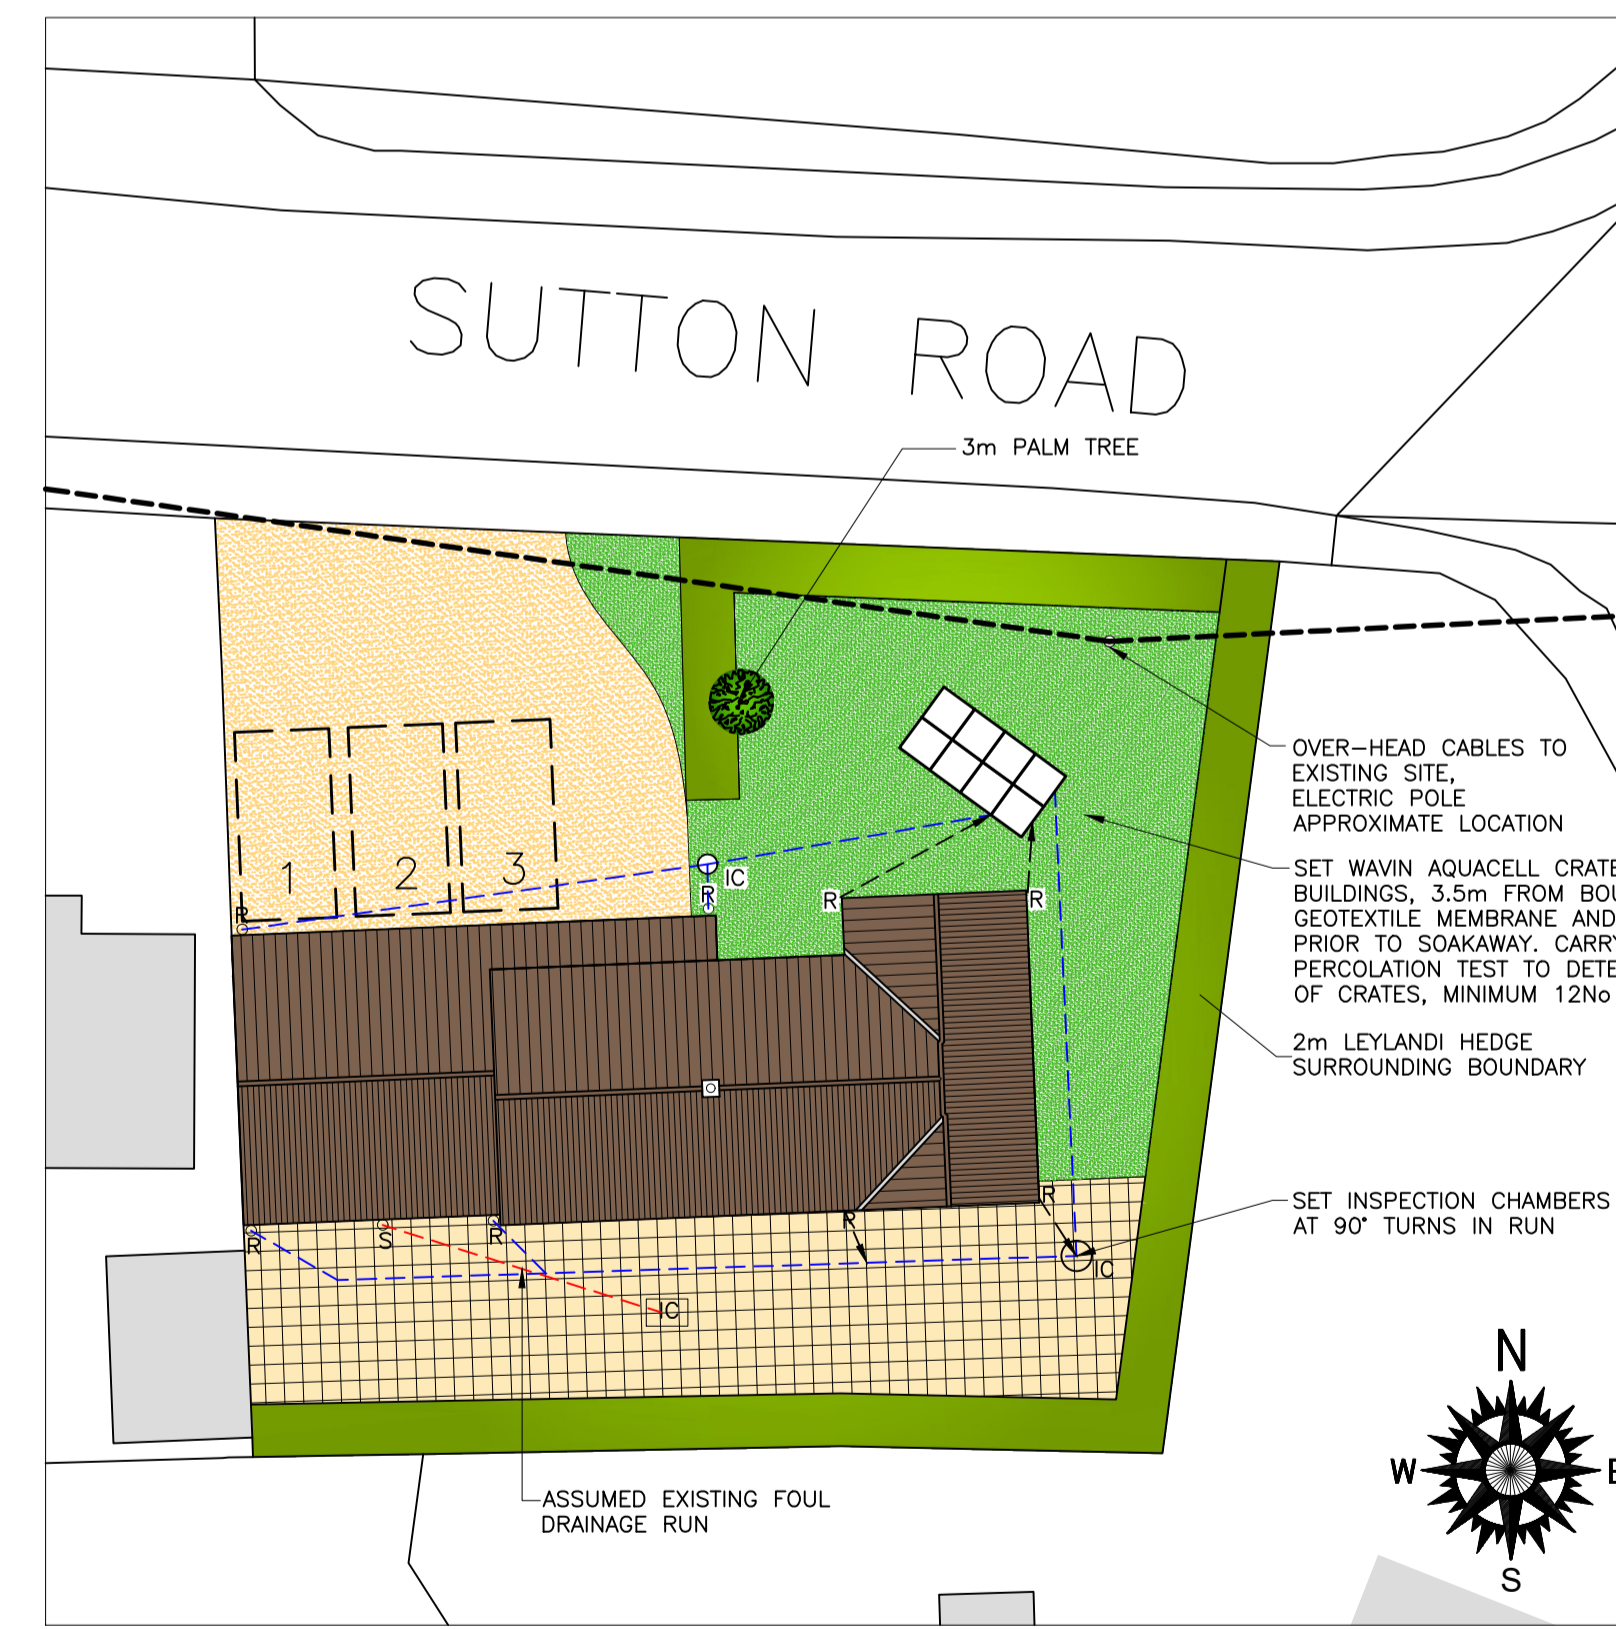 SUTTON ROAD
3m PALM TREE
OVER-HEAD CABLES TO
EXISTING SITE,
ELECTRIC POLE
APPROXIMATE LOCATION
SET WAVIN AQUACELL CRATE
BUILDINGS, 3.5m FROM BOU
GEOTEXTILE MEMBRANE AND
PRIOR TO SOAKAWAY. CARRY
PERCOLATION TEST TO DETE
OF CRATES, MINIMUM 12No
2m LEYLANDI HEDGE
SURROUNDING BOUNDARY
1 2 3
IC
R
R
R
R
SET INSPECTION CHAMBERS
AT 90° TURNS IN RUN
R
R
R
S
R
IC
IC
ASSUMED EXISTING FOUL
DRAINAGE RUN
N
W E
S